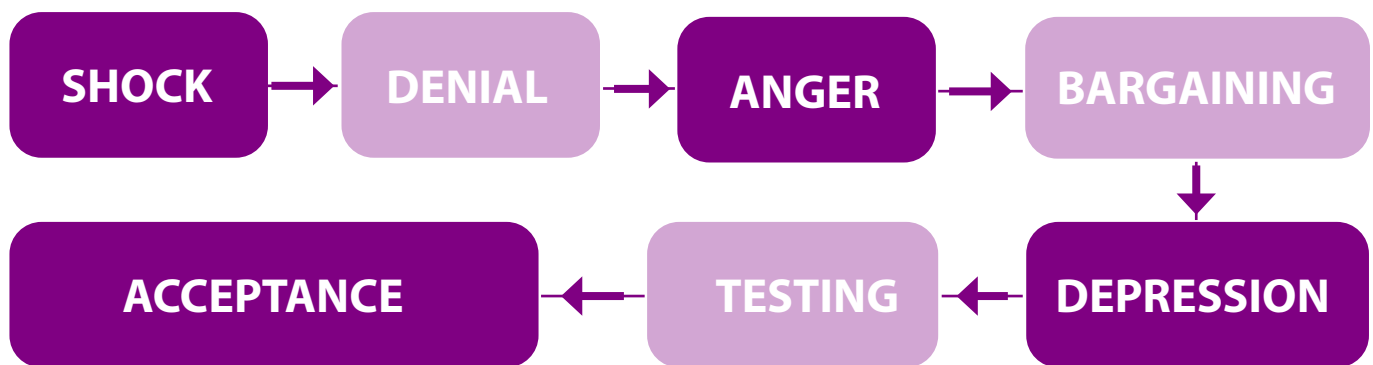 SHOCK
DENIAL
ANGER
BARGAINING
DEPRESSION
TESTING
ACCEPTANCE